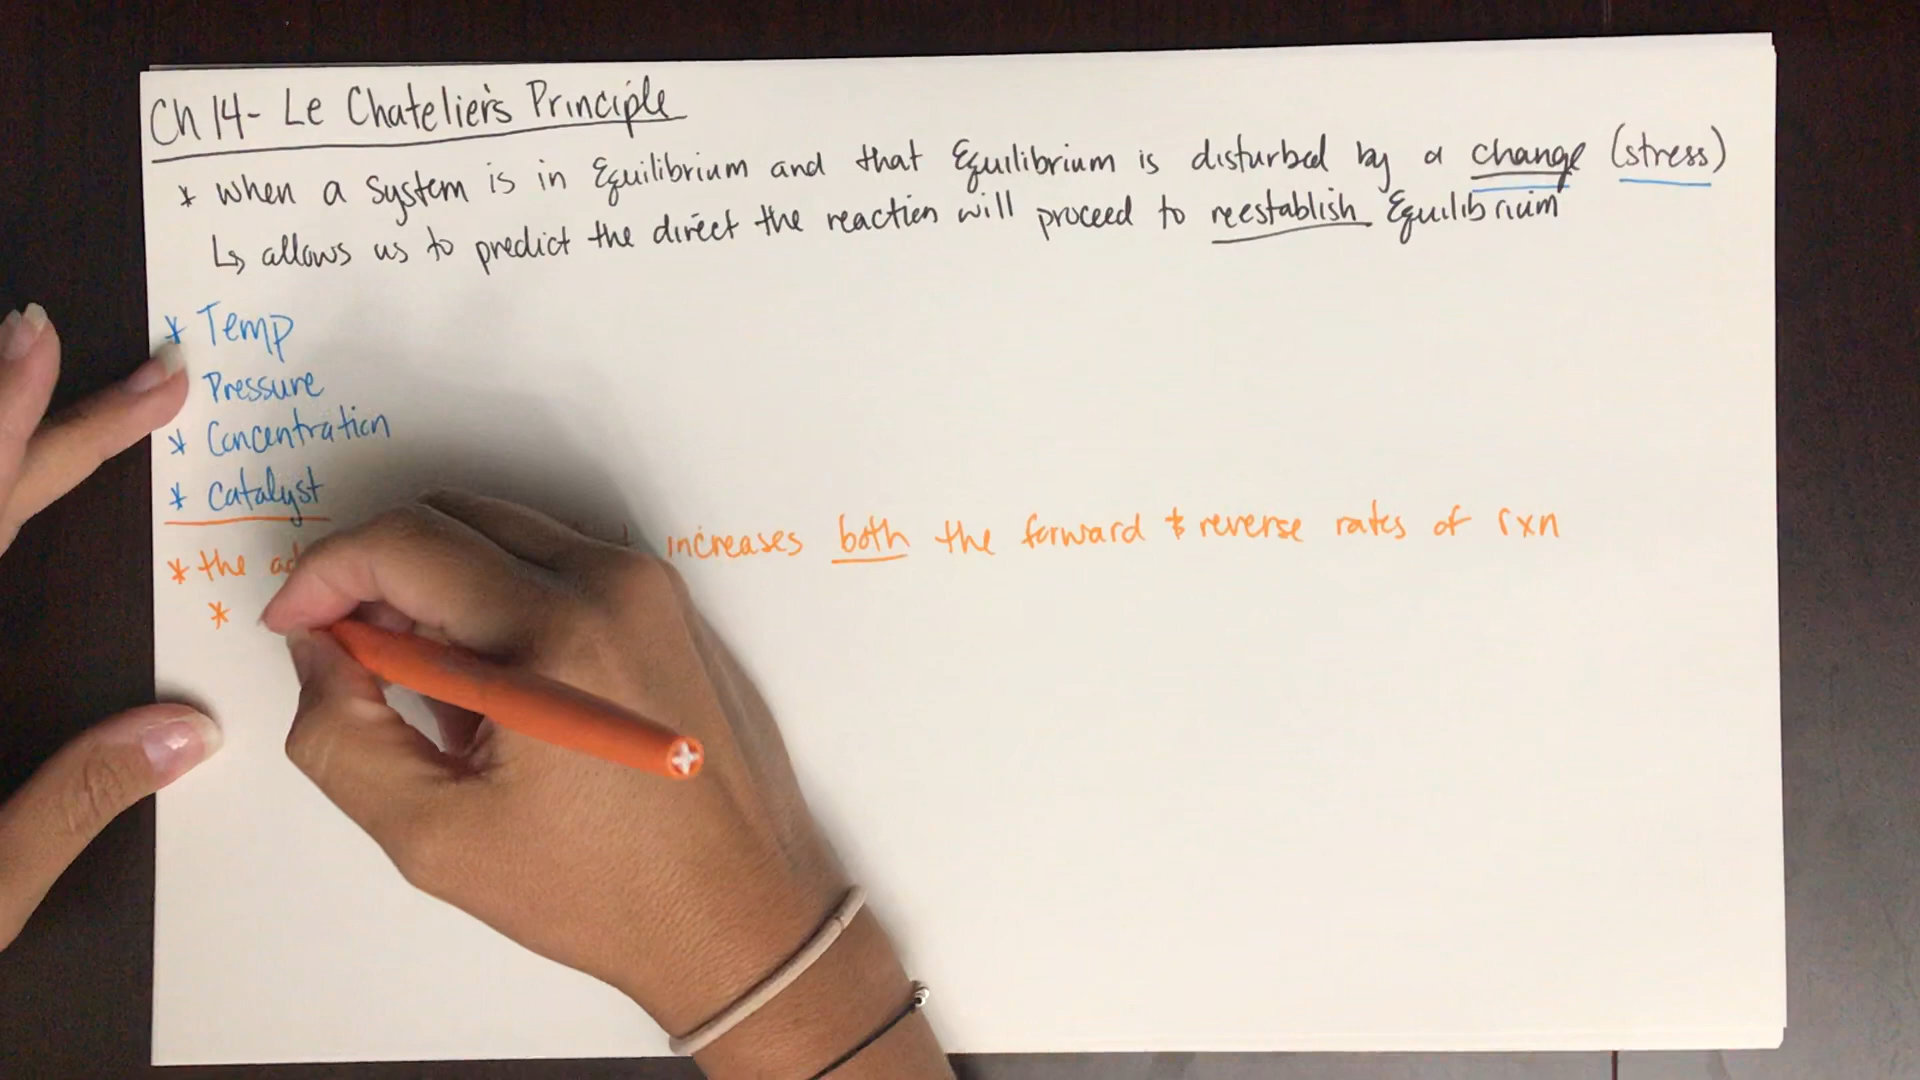 Ch 14- Le Chatelier's Principle
* when a system is in Equilibrium and that Equilibrium is disturbed by a change (stress)
↳ allows us to predict the direct the reaction will proceed to reestablish Equilibrium
* Temp
Pressure
* Concentration
* Catalyst
* the increases both the forward & reverse rates of rxn
*